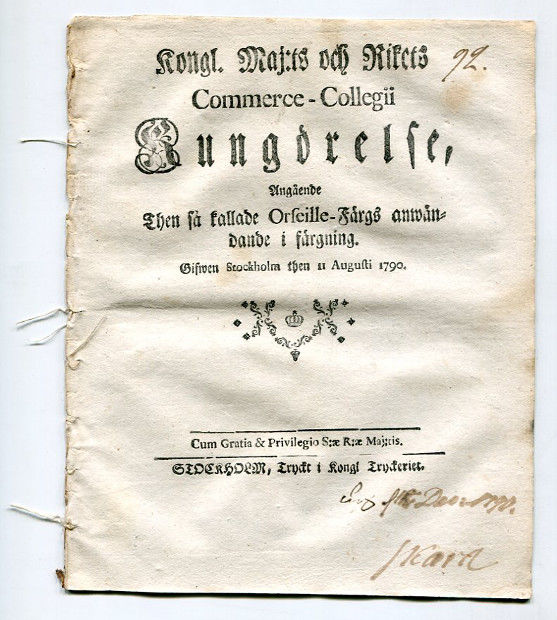 Kongl. Maj:ts och Rikets
92.
Commerce-Collegii
Kungörelse,
Angående
Then så kallade Orseille-Färgs anwän-
dande i färgning.
Gifwen Stockholm then 11 Augusti 1790.
Cum Gratia & Privilegio S:æ R:æ Maj:tis.
STOCKHOLM, Tryckt i Kongl Tryckeriet.